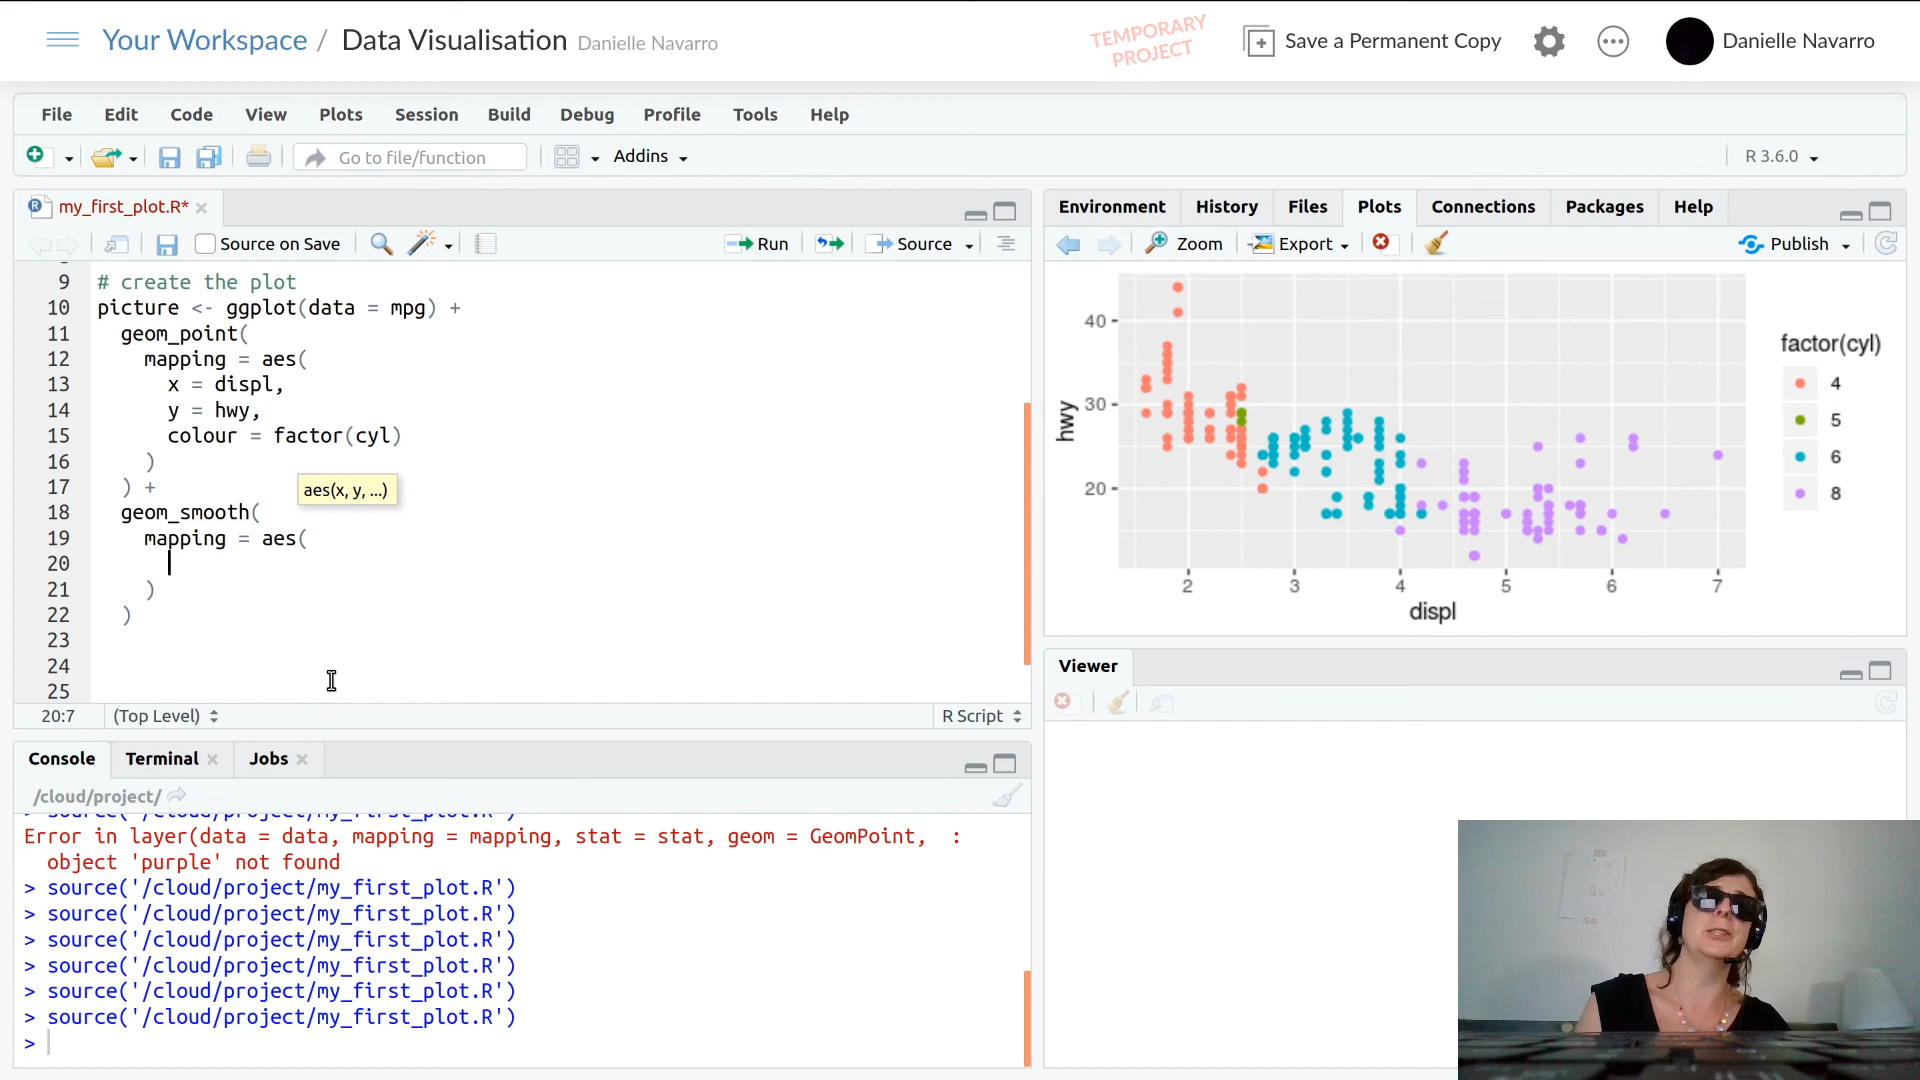 Your Workspace / Data Visualisation Danielle Navarro
TEMPORARY
PROJECT
Save a Permanent Copy
Danielle Navarro
File Edit Code View Plots Session Build Debug Profile Tools Help
Go to file/function
Addins
R 3.6.0
my_first_plot.R*
Source on Save
Run
Source
9 # create the plot
10 picture <- ggplot(data = mpg) +
11 geom_point(
12 mapping = aes(
13 x = displ,
14 y = hwy,
15 colour = factor(cyl)
16 )
17 ) +
aes(x, y, ...)
18 geom_smooth(
19 mapping = aes(
20
21 )
22 )
23
24
25
20:7 (Top Level) R Script
Console Terminal Jobs
/cloud/project/
> source('/cloud/project/my_first_plot.R')
Error in layer(data = data, mapping = mapping, stat = stat, geom = GeomPoint, :
object 'purple' not found
> source('/cloud/project/my_first_plot.R')
> source('/cloud/project/my_first_plot.R')
> source('/cloud/project/my_first_plot.R')
> source('/cloud/project/my_first_plot.R')
> source('/cloud/project/my_first_plot.R')
> source('/cloud/project/my_first_plot.R')
>
Environment History Files Plots Connections Packages Help
Zoom Export Publish
40
30
20
hwy
2 3 4 5 6 7
displ
factor(cyl)
4
5
6
8
Viewer